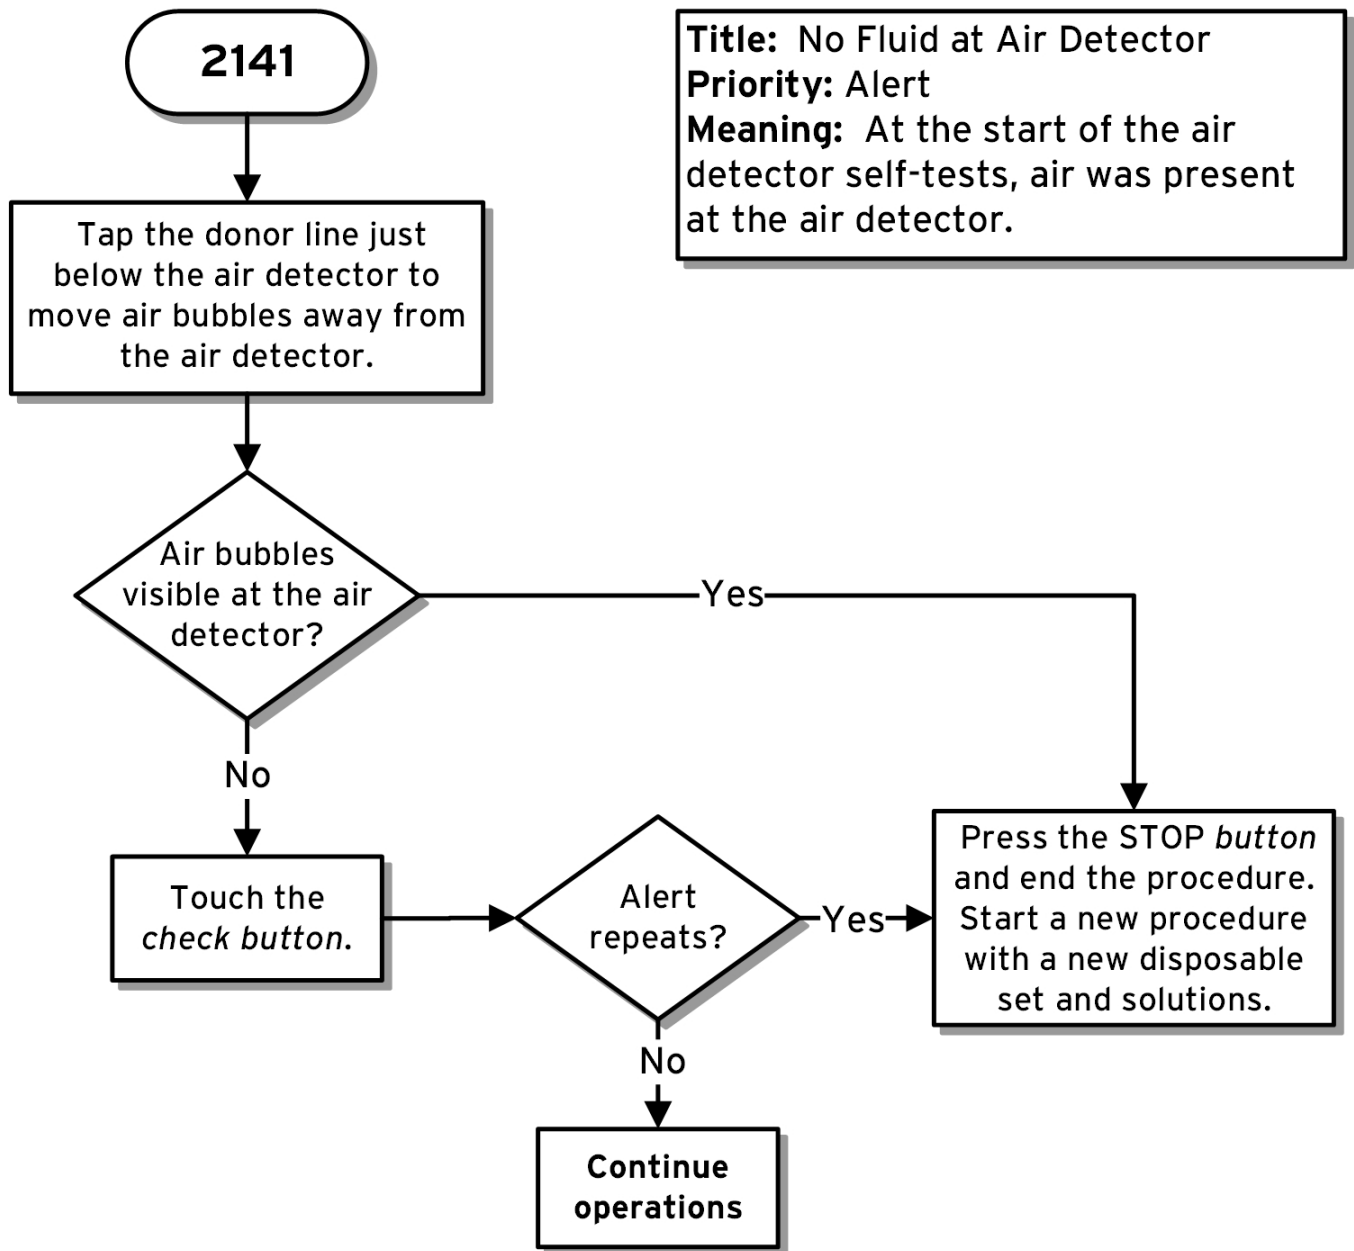 2141
Title: No Fluid at Air Detector
Priority: Alert
Meaning: At the start of the air
detector self-tests, air was present
at the air detector.
Tap the donor line just
below the air detector to
move air bubbles away from
the air detector.
Air bubbles
visible at the air
detector?
Yes
No
Touch the
check button.
Alert
repeats?
Yes
Press the STOP button
and end the procedure.
Start a new procedure
with a new disposable
set and solutions.
No
Continue
operations